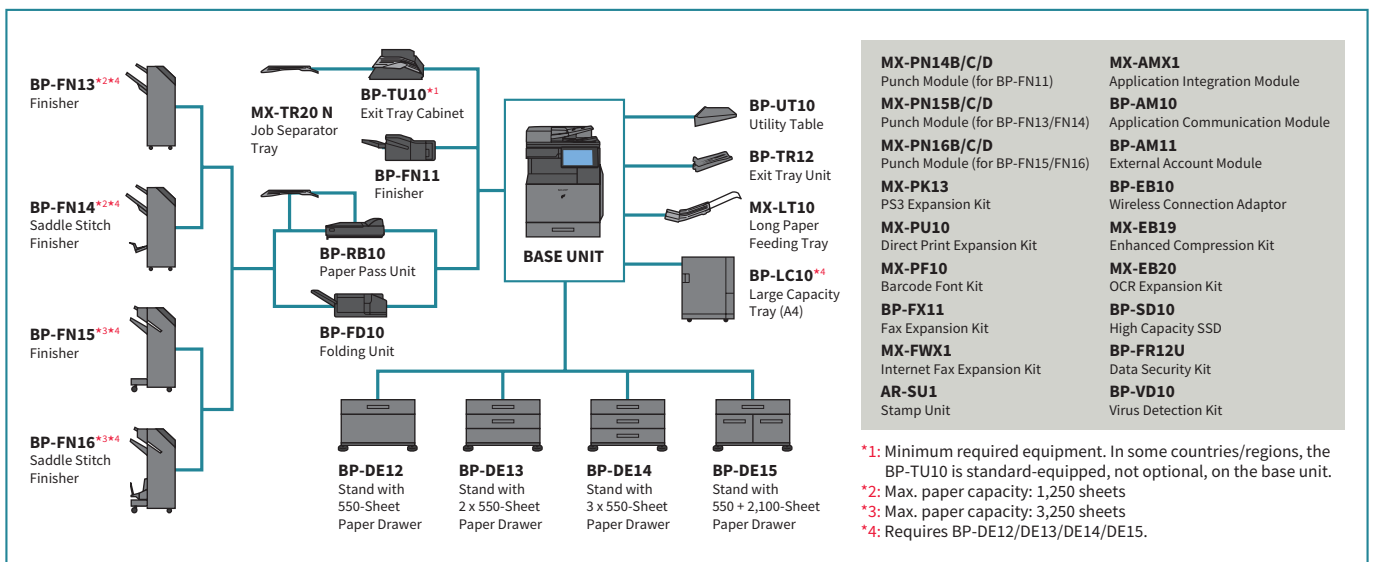 BP-FN13*2*4
Finisher
BP-FN14*2*4
Saddle Stitch
Finisher
BP-FN15*3*4
Finisher
BP-FN16*3*4
Saddle Stitch
Finisher
MX-TR20 N
Job Separator
Tray
BP-TU10*1
Exit Tray Cabinet
BP-FN11
Finisher
BP-RB10
Paper Pass Unit
BP-FD10
Folding Unit
BASE UNIT
BP-UT10
Utility Table
BP-TR12
Exit Tray Unit
MX-LT10
Long Paper
Feeding Tray
BP-LC10*4
Large Capacity
Tray (A4)
BP-DE12
Stand with
550-Sheet
Paper Drawer
BP-DE13
Stand with
2 x 550-Sheet
Paper Drawer
BP-DE14
Stand with
3 x 550-Sheet
Paper Drawer
BP-DE15
Stand with
550 + 2,100-Sheet
Paper Drawer
MX-PN14B/C/D
Punch Module (for BP-FN11)
MX-PN15B/C/D
Punch Module (for BP-FN13/FN14)
MX-PN16B/C/D
Punch Module (for BP-FN15/FN16)
MX-PK13
PS3 Expansion Kit
MX-PU10
Direct Print Expansion Kit
MX-PF10
Barcode Font Kit
BP-FX11
Fax Expansion Kit
MX-FWX1
Internet Fax Expansion Kit
AR-SU1
Stamp Unit
MX-AMX1
Application Integration Module
BP-AM10
Application Communication Module
BP-AM11
External Account Module
BP-EB10
Wireless Connection Adaptor
MX-EB19
Enhanced Compression Kit
MX-EB20
OCR Expansion Kit
BP-SD10
High Capacity SSD
BP-FR12U
Data Security Kit
BP-VD10
Virus Detection Kit
*1: Minimum required equipment. In some countries/regions, the
BP-TU10 is standard-equipped, not optional, on the base unit.
*2: Max. paper capacity: 1,250 sheets
*3: Max. paper capacity: 3,250 sheets
*4: Requires BP-DE12/DE13/DE14/DE15.